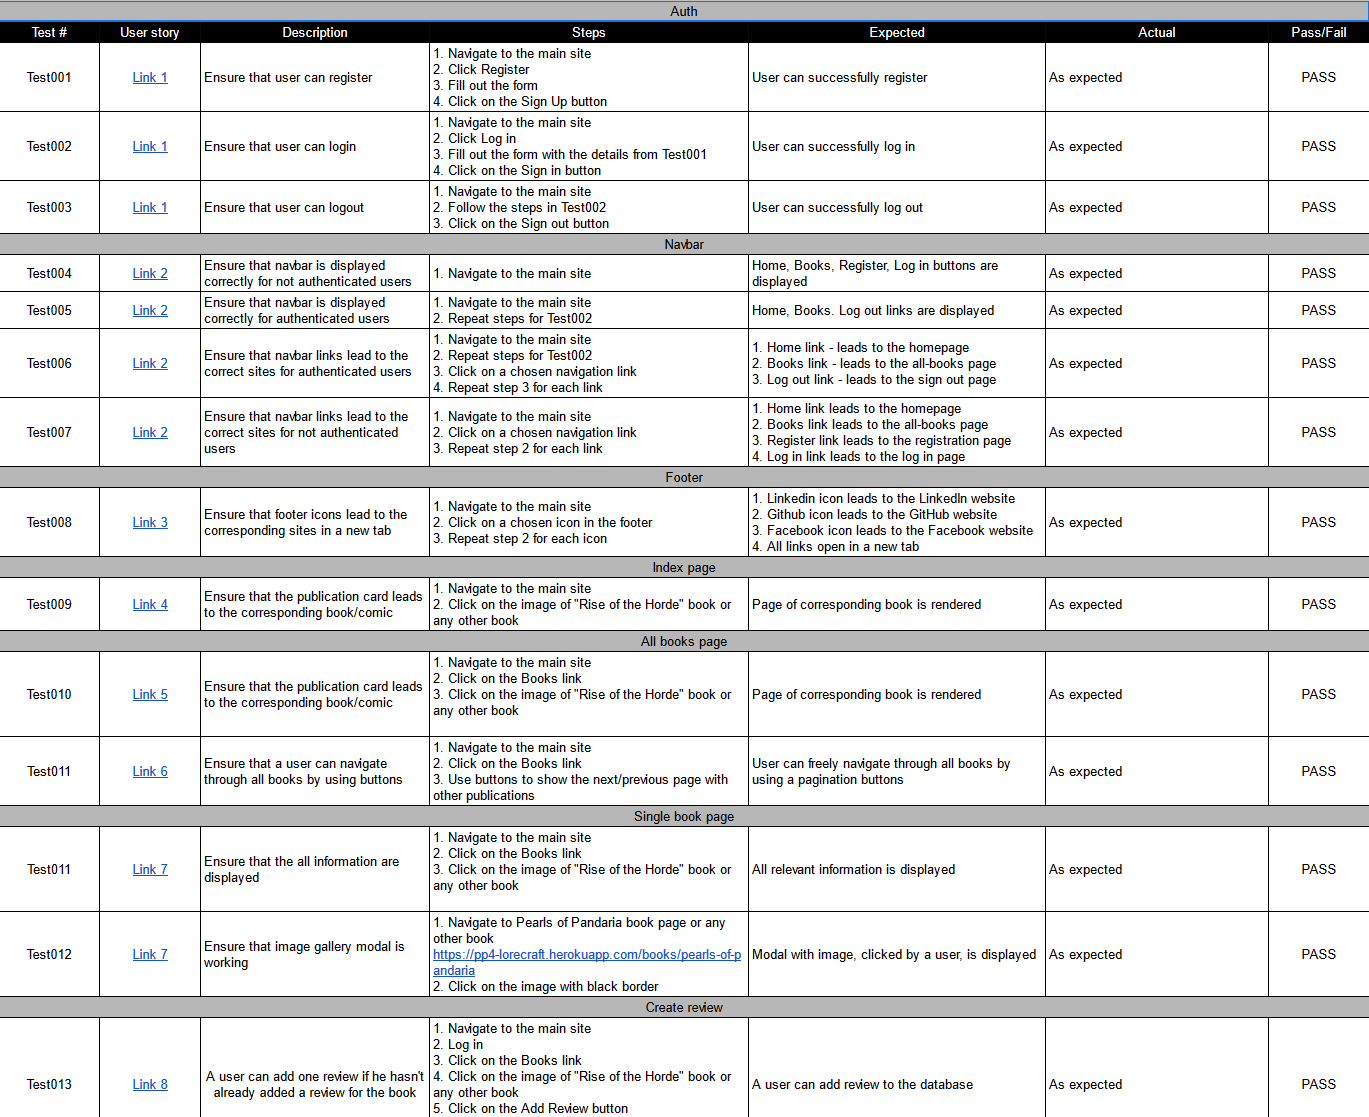 Auth
Test #
User story
Description
Steps
Expected
Actual
Pass/Fail
Test001
Link 1
Ensure that user can register
1. Navigate to the main site
2. Click Register
3. Fill out the form
4. Click on the Sign Up button
User can successfully register
As expected
PASS
Test002
Link 1
Ensure that user can login
1. Navigate to the main site
2. Click Log in
3. Fill out the form with the details from Test001
4. Click on the Sign in button
User can successfully log in
As expected
PASS
Test003
Link 1
Ensure that user can logout
1. Navigate to the main site
2. Follow the steps in Test002
3. Click on the Sign out button
User can successfully log out
As expected
PASS
Navbar
Test004
Link 2
Ensure that navbar is displayed
correctly for not authenticated users
1. Navigate to the main site
Home, Books, Register, Log in buttons are
displayed
As expected
PASS
Test005
Link 2
Ensure that navbar is displayed
correctly for authenticated users
1. Navigate to the main site
2. Repeat steps for Test002
Home, Books. Log out links are displayed
As expected
PASS
Test006
Link 2
Ensure that navbar links lead to the
correct sites for authenticated users
1. Navigate to the main site
2. Repeat steps for Test002
3. Click on a chosen navigation link
4. Repeat step 3 for each link
1. Home link - leads to the homepage
2. Books link - leads to the all-books page
3. Log out link - leads to the sign out page
As expected
PASS
Test007
Link 2
Ensure that navbar links lead to the
correct sites for not authenticated
users
1. Navigate to the main site
2. Click on a chosen navigation link
3. Repeat step 2 for each link
1. Home link leads to the homepage
2. Books link leads to the all-books page
3. Register link leads to the registration page
4. Log in link leads to the log in page
As expected
PASS
Footer
Test008
Link 3
Ensure that footer icons lead to the
corresponding sites in a new tab
1. Navigate to the main site
2. Click on a chosen icon in the footer
3. Repeat step 2 for each icon
1. Linkedin icon leads to the LinkedIn website
2. Github icon leads to the GitHub website
3. Facebook icon leads to the Facebook website
4. All links open in a new tab
As expected
PASS
Index page
Test009
Link 4
Ensure that the publication card leads
to the corresponding book/comic
1. Navigate to the main site
2. Click on the image of "Rise of the Horde" book or
any other book
Page of corresponding book is rendered
As expected
PASS
All books page
Test010
Link 5
Ensure that the publication card leads
to the corresponding book/comic
1. Navigate to the main site
2. Click on the Books link
3. Click on the image of "Rise of the Horde" book or
any other book
Page of corresponding book is rendered
As expected
PASS
Test011
Link 6
Ensure that a user can navigate
through all books by using buttons
1. Navigate to the main site
2. Click on the Books link
3. Use buttons to show the next/previous page with
other publications
User can freely navigate through all books by
using a pagination buttons
As expected
PASS
Single book page
Test011
Link 7
Ensure that the all information are
displayed
1. Navigate to the main site
2. Click on the Books link
3. Click on the image of "Rise of the Horde" book or
any other book
All relevant information is displayed
As expected
PASS
Test012
Link 7
Ensure that image gallery modal is
working
1. Navigate to Pearls of Pandaria book page or any
other book
https://pp4-lorecraft.herokuapp.com/books/pearls-of-p
andaria
2. Click on the image with black border
Modal with image, clicked by a user, is displayed
As expected
PASS
Create review
Test013
Link 8
A user can add one review if he hasn't
already added a review for the book
1. Navigate to the main site
2. Log in
3. Click on the Books link
4. Click on the image of "Rise of the Horde" book or
any other book
5. Click on the Add Review button
A user can add review to the database
As expected
PASS